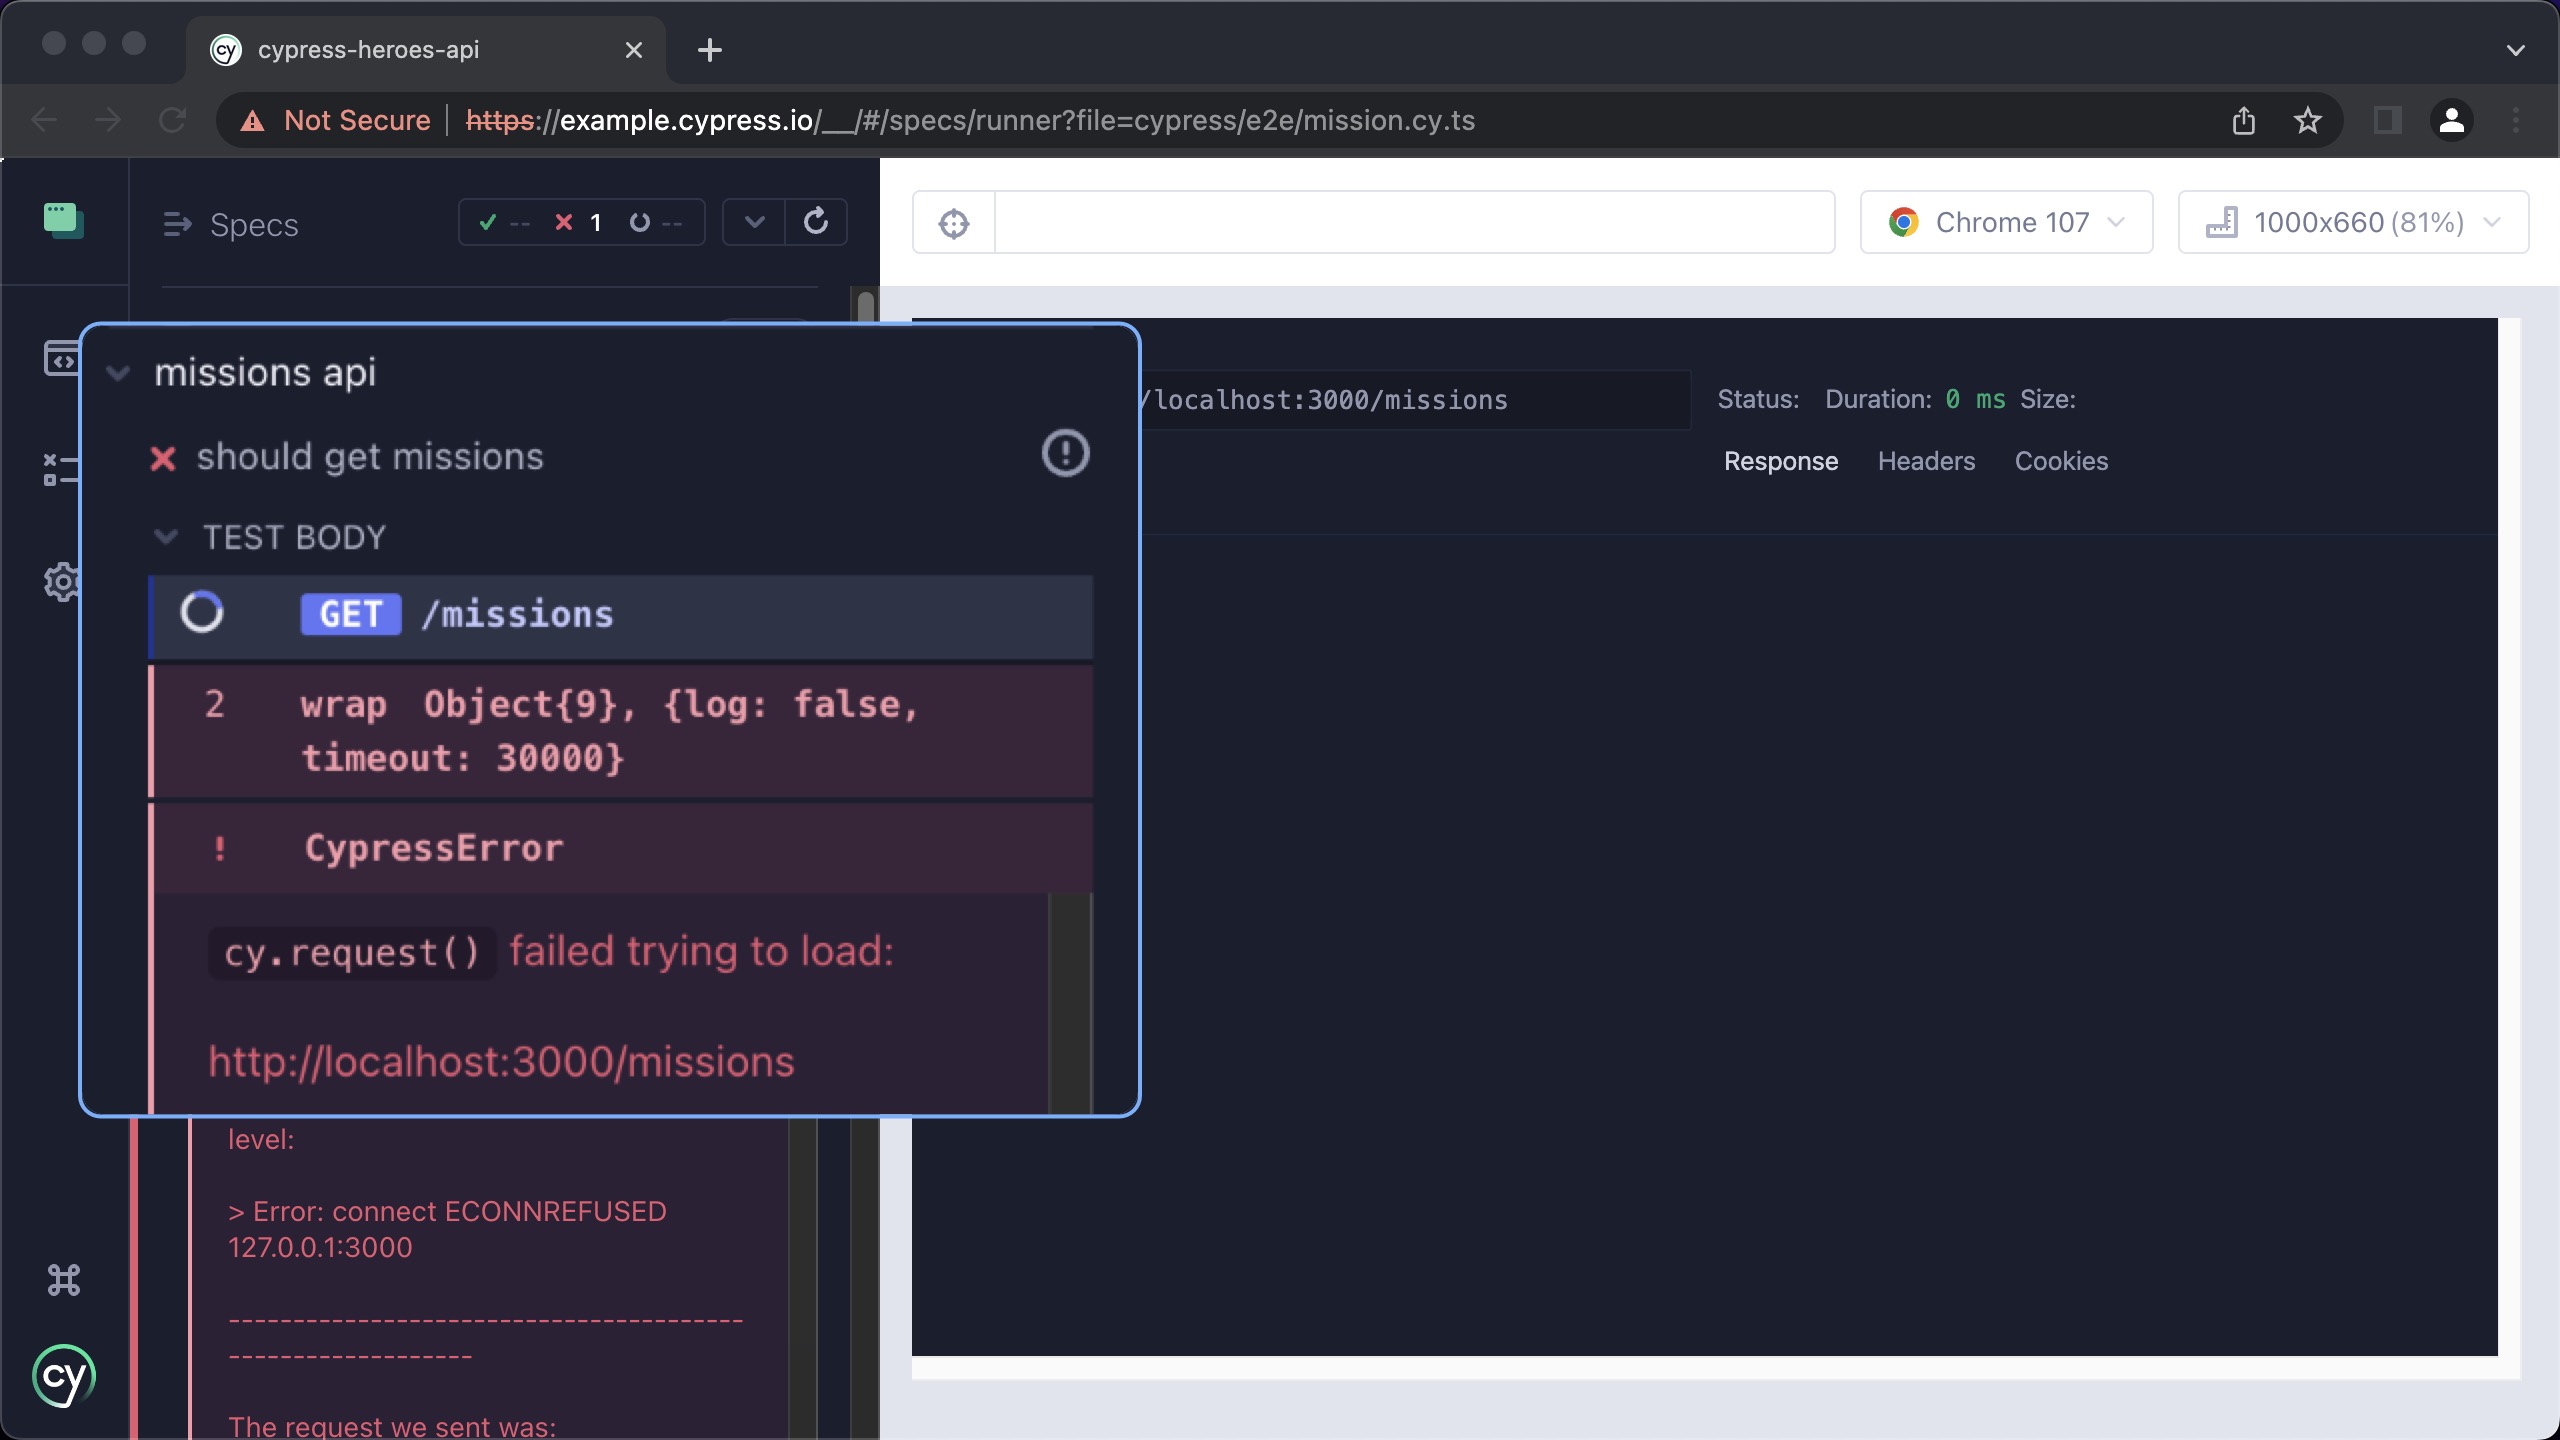 cy cypress-heroes-api
Not Secure https://example.cypress.io/__/#/specs/runner?file=cypress/e2e/mission.cy.ts
Specs -- 1 --
Chrome 107 1000x660 (81%)
missions api
should get missions
TEST BODY
GET /missions
2 wrap Object{9}, {log: false,
timeout: 30000}
! CypressError
cy.request() failed trying to load:
http://localhost:3000/missions
level:
> Error: connect ECONNREFUSED
127.0.0.1:3000
----------------------------------------
-------------------
The request we sent was:
cy
/localhost:3000/missions
Status: Duration: 0 ms Size:
Response Headers Cookies